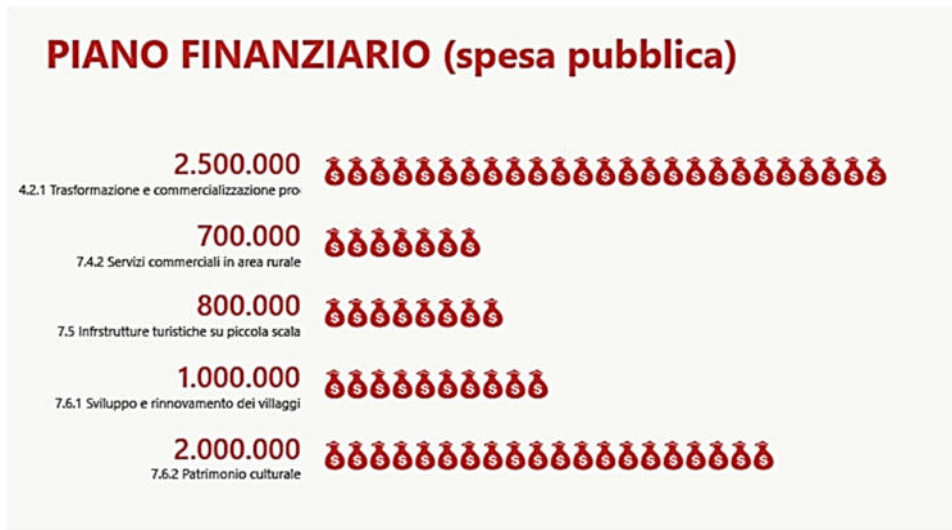 PIANO FINANZIARIO (spesa pubblica)
2.500.000
4.2.1 Trasformazione e commercializzazione pro
700.000
7.4.2 Servizi commerciali in area rurale
800.000
7.5 Infrstrutture turistiche su piccola scala
1.000.000
7.6.1 Sviluppo e rinnovamento dei villaggi
2.000.000
7.6.2 Patrimonio culturale